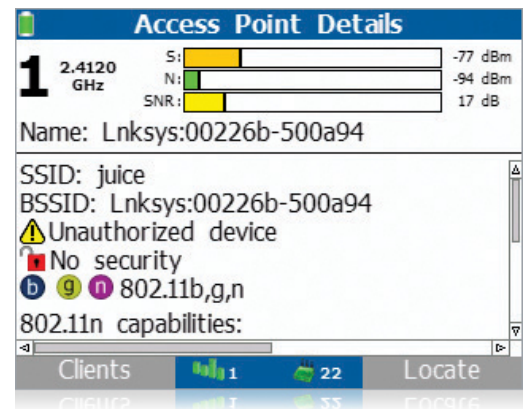 Access Point Details
1 2.4120 GHz
S: -77 dBm
N: -94 dBm
SNR: 17 dB
Name: Lnksys:00226b-500a94
SSID: juice
BSSID: Lnksys:00226b-500a94
Unauthorized device
No security
b g n 802.11b,g,n
802.11n capabilities:
Clients 1 22 Locate